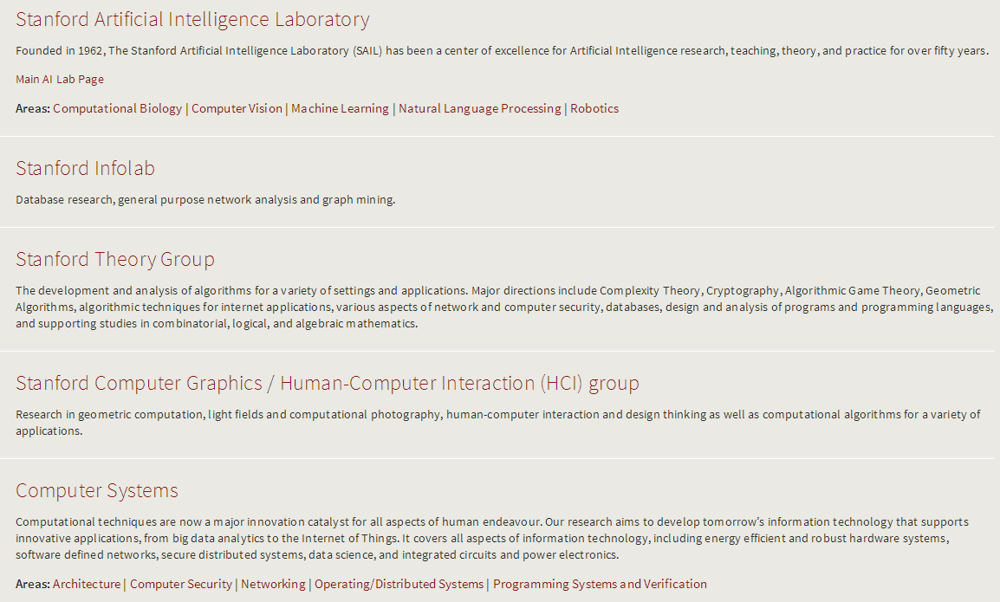 Stanford Artificial Intelligence Laboratory
Founded in 1962, The Stanford Artificial Intelligence Laboratory (SAIL) has been a center of excellence for Artificial Intelligence research, teaching, theory, and practice for over fifty years.
Main AI Lab Page
Areas: Computational Biology | Computer Vision | Machine Learning | Natural Language Processing | Robotics
Stanford Infolab
Database research, general purpose network analysis and graph mining.
Stanford Theory Group
The development and analysis of algorithms for a variety of settings and applications. Major directions include Complexity Theory, Cryptography, Algorithmic Game Theory, Geometric
Algorithms, algorithmic techniques for internet applications, various aspects of network and computer security, databases, design and analysis of programs and programming languages,
and supporting studies in combinatorial, logical, and algebraic mathematics.
Stanford Computer Graphics / Human-Computer Interaction (HCI) group
Research in geometric computation, light fields and computational photography, human-computer interaction and design thinking as well as computational algorithms for a variety of
applications.
Computer Systems
Computational techniques are now a major innovation catalyst for all aspects of human endeavour. Our research aims to develop tomorrow's information technology that supports
innovative applications, from big data analytics to the Internet of Things. It covers all aspects of information technology, including energy efficient and robust hardware systems,
software defined networks, secure distributed systems, data science, and integrated circuits and power electronics.
Areas: Architecture | Computer Security | Networking | Operating/Distributed Systems | Programming Systems and Verification